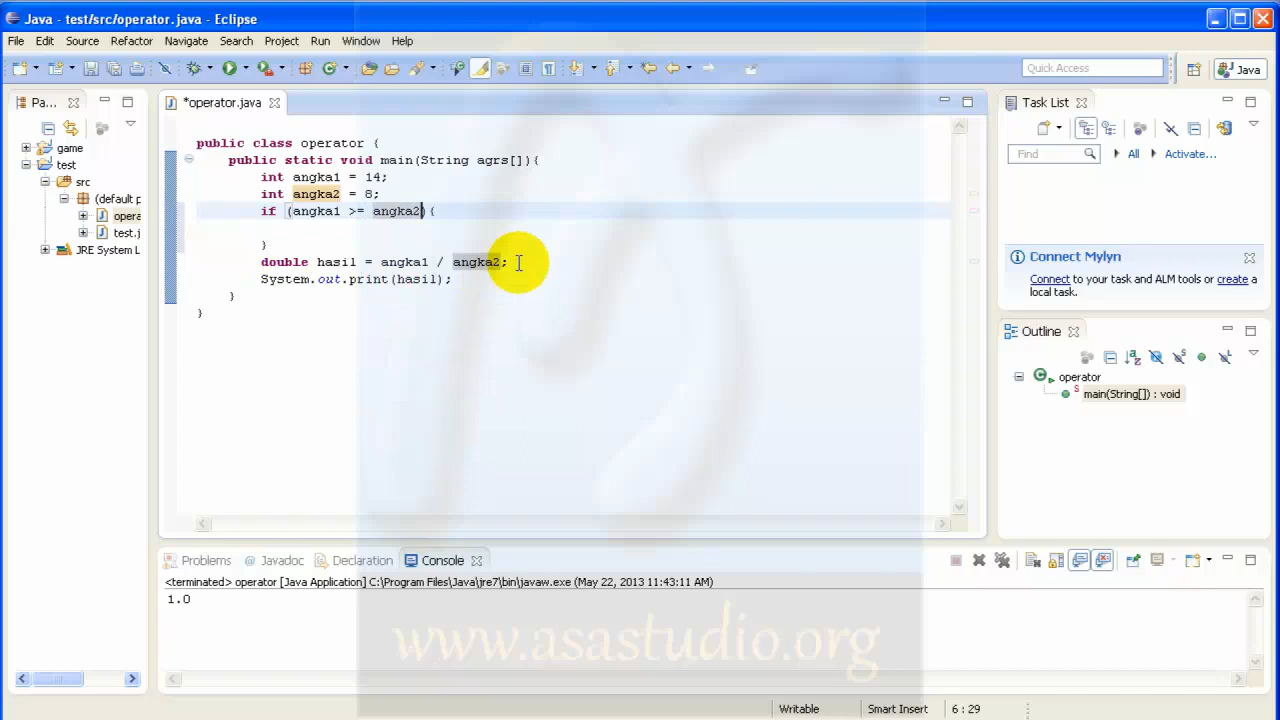 Java - test/src/operator.java - Eclipse
File Edit Source Refactor Navigate Search Project Run Window Help
Quick Access
Java
Pa...
game
test
src
(default p
opera
test.j
JRE System L
*operator.java
public class operator {
public static void main(String agrs[]){
int angka1 = 14;
int angka2 = 8;
if (angka1 >= angka2){
}
double hasil = angka1 / angka2;
System.out.print(hasil);
}
}
Task List
Find
All
Activate...
Connect Mylyn
Connect to your task and ALM tools or create a
local task.
Outline
operator
S
main(String[]) : void
Problems @ Javadoc Declaration Console
<terminated> operator [Java Application] C:\Program Files\Java\jre7\bin\javaw.exe (May 22, 2013 11:43:11 AM)
1.0
www.asastudio.org
Writable Smart Insert 6 : 29